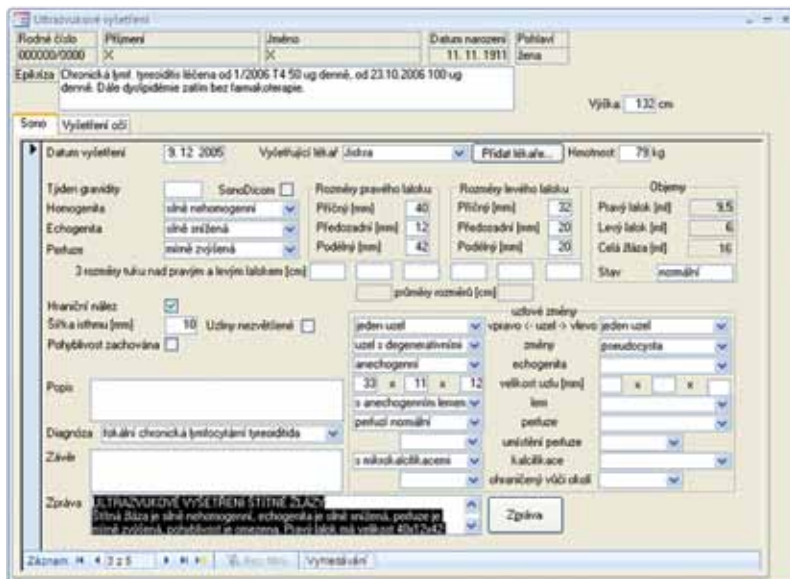 Ultrazvukové vyšetření
Rodné číslo Příjmení Jméno Datum narození Pohlaví
000000/0000 X X 11. 11. 1911 žena
Epikríza Chronická lymf. tyreoiditis léčena od 1/2006 T4 50 ug denně, od 23.10.2006 100 ug
denně. Dále dyslipidémie zatím bez farmakoterapie.
Výška 132 cm
Sono Vyšetření očí
Datum vyšetření 9. 12. 2005 Vyšetřující lékař Jiskra Přidat lékaře... Hmotnost 79 kg
Týden gravidity SonoDicom Rozměry pravého laloku Rozměry levého laloku Objemy
Homogenita silně nehomogenní Příčný [mm] 40 Příčný [mm] 32 Pravý lalok [ml] 9,5
Echogenita silně snížená Předozadní [mm] 12 Předozadní [mm] 20 Levý lalok [ml] 6
Perfuze mírně zvýšená Podélný [mm] 42 Podélný [mm] 20 Celá žláza [ml] 16
3 rozměry tuku nad pravým a levým lalokem [cm] Stav normální
průměry rozměrů [cm]
Hraniční nález uzlové změny
Šířka isthmu [mm] 10 Uzliny nezvětšené jeden uzel vpravo <- uzel -> vlevo jeden uzel
Pohyblivost zachována uzel s degenerativními změny pseudocysta
anechogenní echogenita
33 x 11 x 12 velikost uzlu [mm] x x
Popis s anechogenním lemem lem
perfuzí normální perfuze
Diagnóza fokální chronická lymfocytární tyreoiditida umístění perfuze
Závěr s mikrokalcifikacemi kalcifikace
ohraničený vůči okolí
Zpráva ULTRAZVUKOVÉ VYŠETŘENÍ ŠTÍTNÉ ŽLÁZY
Štítná žláza je silně nehomogenní, echogenita je silně snížená, perfuze je
mírně zvýšená, pohyblivost je omezena. Pravý lalok má velikost 40x12x42
Zpráva
Záznam: 3 z 5 Bez filtru Vyhledávání